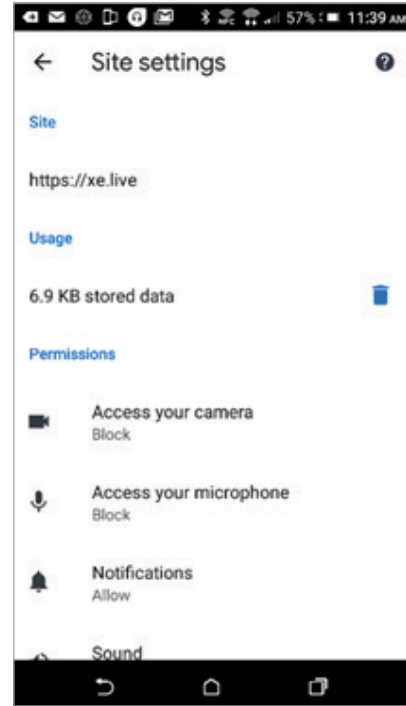 57% 11:39 AM
Site settings
Site
https://xe.live
Usage
6.9 KB stored data
Permissions
Access your camera
Block
Access your microphone
Block
Notifications
Allow
Sound